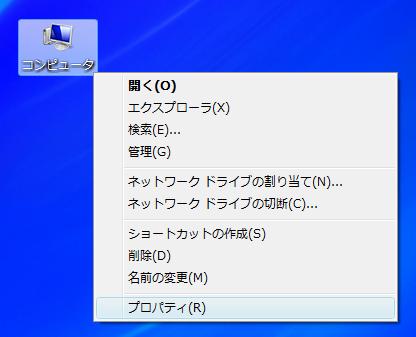 コンピュータ
開く(O)
エクスプローラ(X)
検索(E)...
管理(G)
ネットワーク ドライブの割り当て(N)...
ネットワーク ドライブの切断(C)...
ショートカットの作成(S)
削除(D)
名前の変更(M)
プロパティ(R)